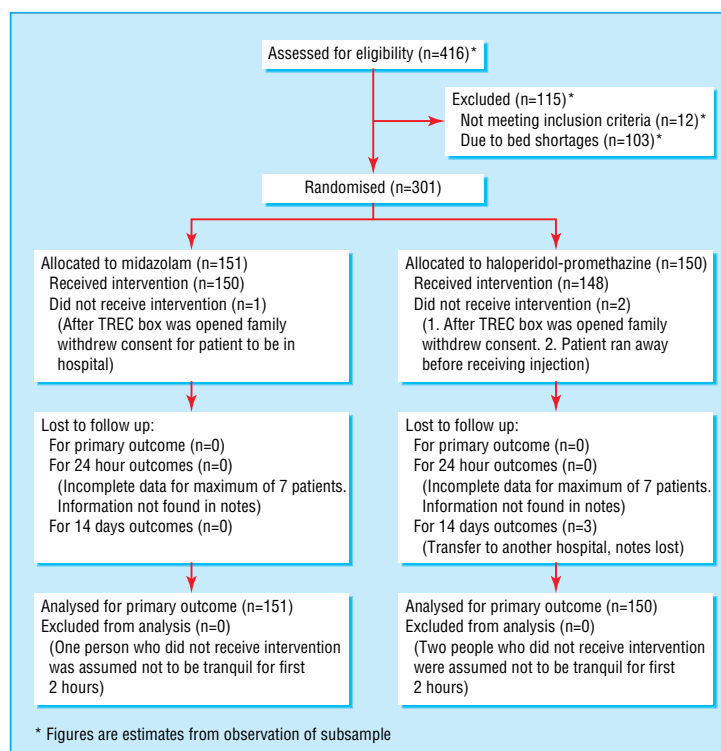 Assessed for eligibility (n=416)*
Excluded (n=115)*
Not meeting inclusion criteria (n=12)*
Due to bed shortages (n=103)*
Randomised (n=301)
Allocated to midazolam (n=151)
Received intervention (n=150)
Did not receive intervention (n=1)
(After TREC box was opened family
withdrew consent for patient to be in
hospital)
Allocated to haloperidol-promethazine (n=150)
Received intervention (n=148)
Did not receive intervention (n=2)
(1. After TREC box was opened family
withdrew consent. 2. Patient ran away
before receiving injection)
Lost to follow up:
For primary outcome (n=0)
For 24 hour outcomes (n=0)
(Incomplete data for maximum of 7 patients.
Information not found in notes)
For 14 days outcomes (n=0)
Lost to follow up:
For primary outcome (n=0)
For 24 hour outcomes (n=0)
(Incomplete data for maximum of 7 patients.
Information not found in notes)
For 14 days outcomes (n=3)
(Transfer to another hospital, notes lost)
Analysed for primary outcome (n=151)
Excluded from analysis (n=0)
(One person who did not receive intervention
was assumed not to be tranquil for first
2 hours)
Analysed for primary outcome (n=150)
Excluded from analysis (n=0)
(Two people who did not receive intervention
were assumed not to be tranquil for first
2 hours)
* Figures are estimates from observation of subsample